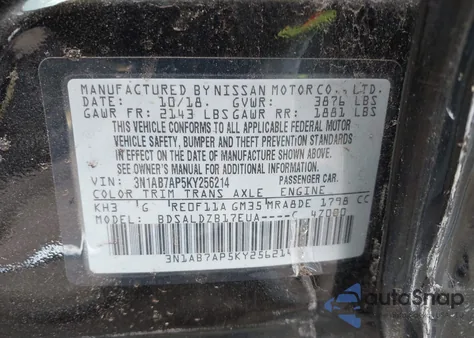 MANUFACTURED BY NISSAN MOTOR CO., LTD.
DATE: 10/18 GVWR: 3876 LBS
GAWR FR: 2143 LBS GAWR RR: 1881 LBS
THIS VEHICLE CONFORMS TO ALL APPLICABLE FEDERAL MOTOR
VEHICLE SAFETY, BUMPER, AND THEFT PREVENTION STANDARDS
IN EFFECT ON THE DATE OF MANUFACTURE SHOWN ABOVE.
SEE OWNER'S MANUAL FOR ADDITIONAL INFORMATION
VIN: 3N1AB7AP5KY256214 PASSENGER CAR
COLOR TRIM TRANS AXLE ENGINE
KH3 G RE0F11A GM35 MRA8DE 1798 CC
MODEL: BDSALDZB17EUA----C 47080
3N1AB7AP5KY256214
AutoSnap